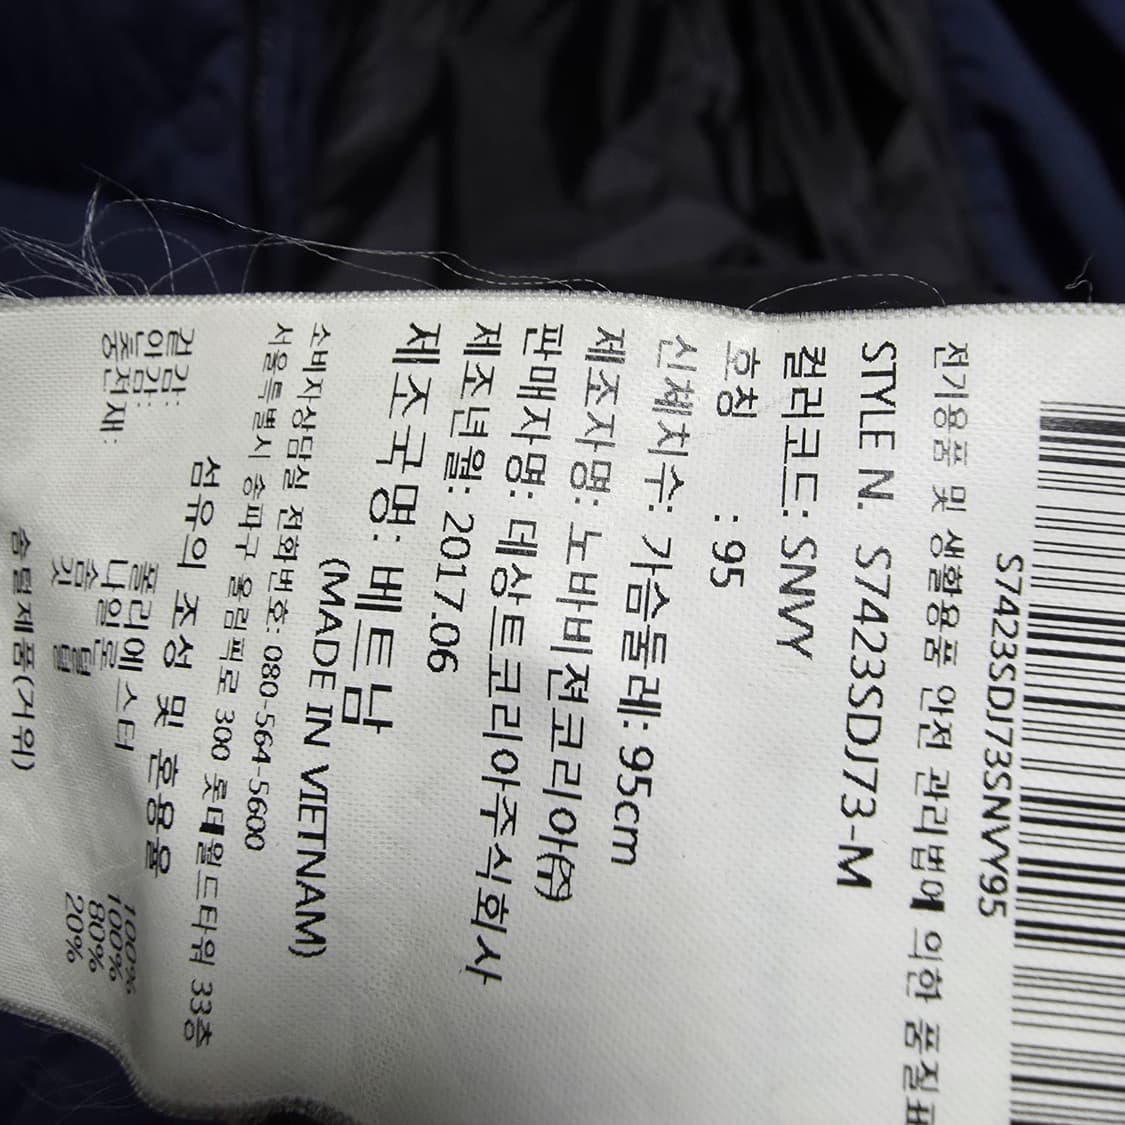 S7423SDJ73SNVY95
전기용품 및 생활용품 안전 관리법에 의한 품질표
STYLE N. S7423SDJ73-M
컬러코드: SNVY
호칭 : 95
신체치수: 가슴둘레: 95cm
제조자명: 노바비젼코리아(쥬)
판매자명: 데상트코리아주식회사
제조년월: 2017.06
제조국명: 베트남
(MADE IN VIETNAM)
소비자상담실 전화번호: 080-564-5600
서울특별시 송파구 올림픽로 300 롯데월드타워 33층
섬유의 조성 및 혼용율
겉감: 폴리에스터 100%
안감: 나일론 100%
충전재: 솜털 80%
깃털 20%
솜털제품(거위)